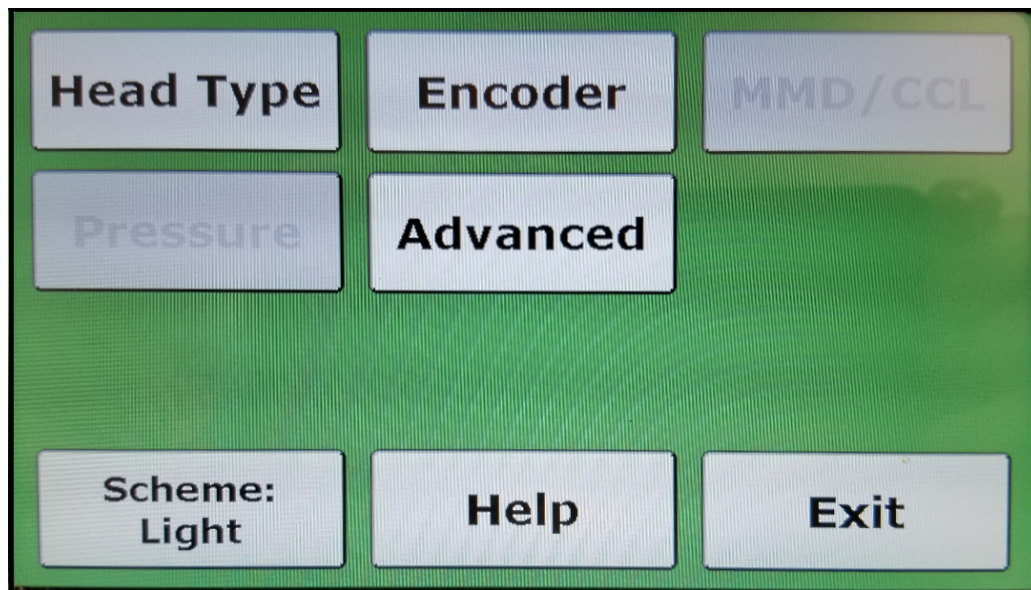 Head Type
Encoder
MMD/CCL
Pressure
Advanced
Scheme:
Light
Help
Exit